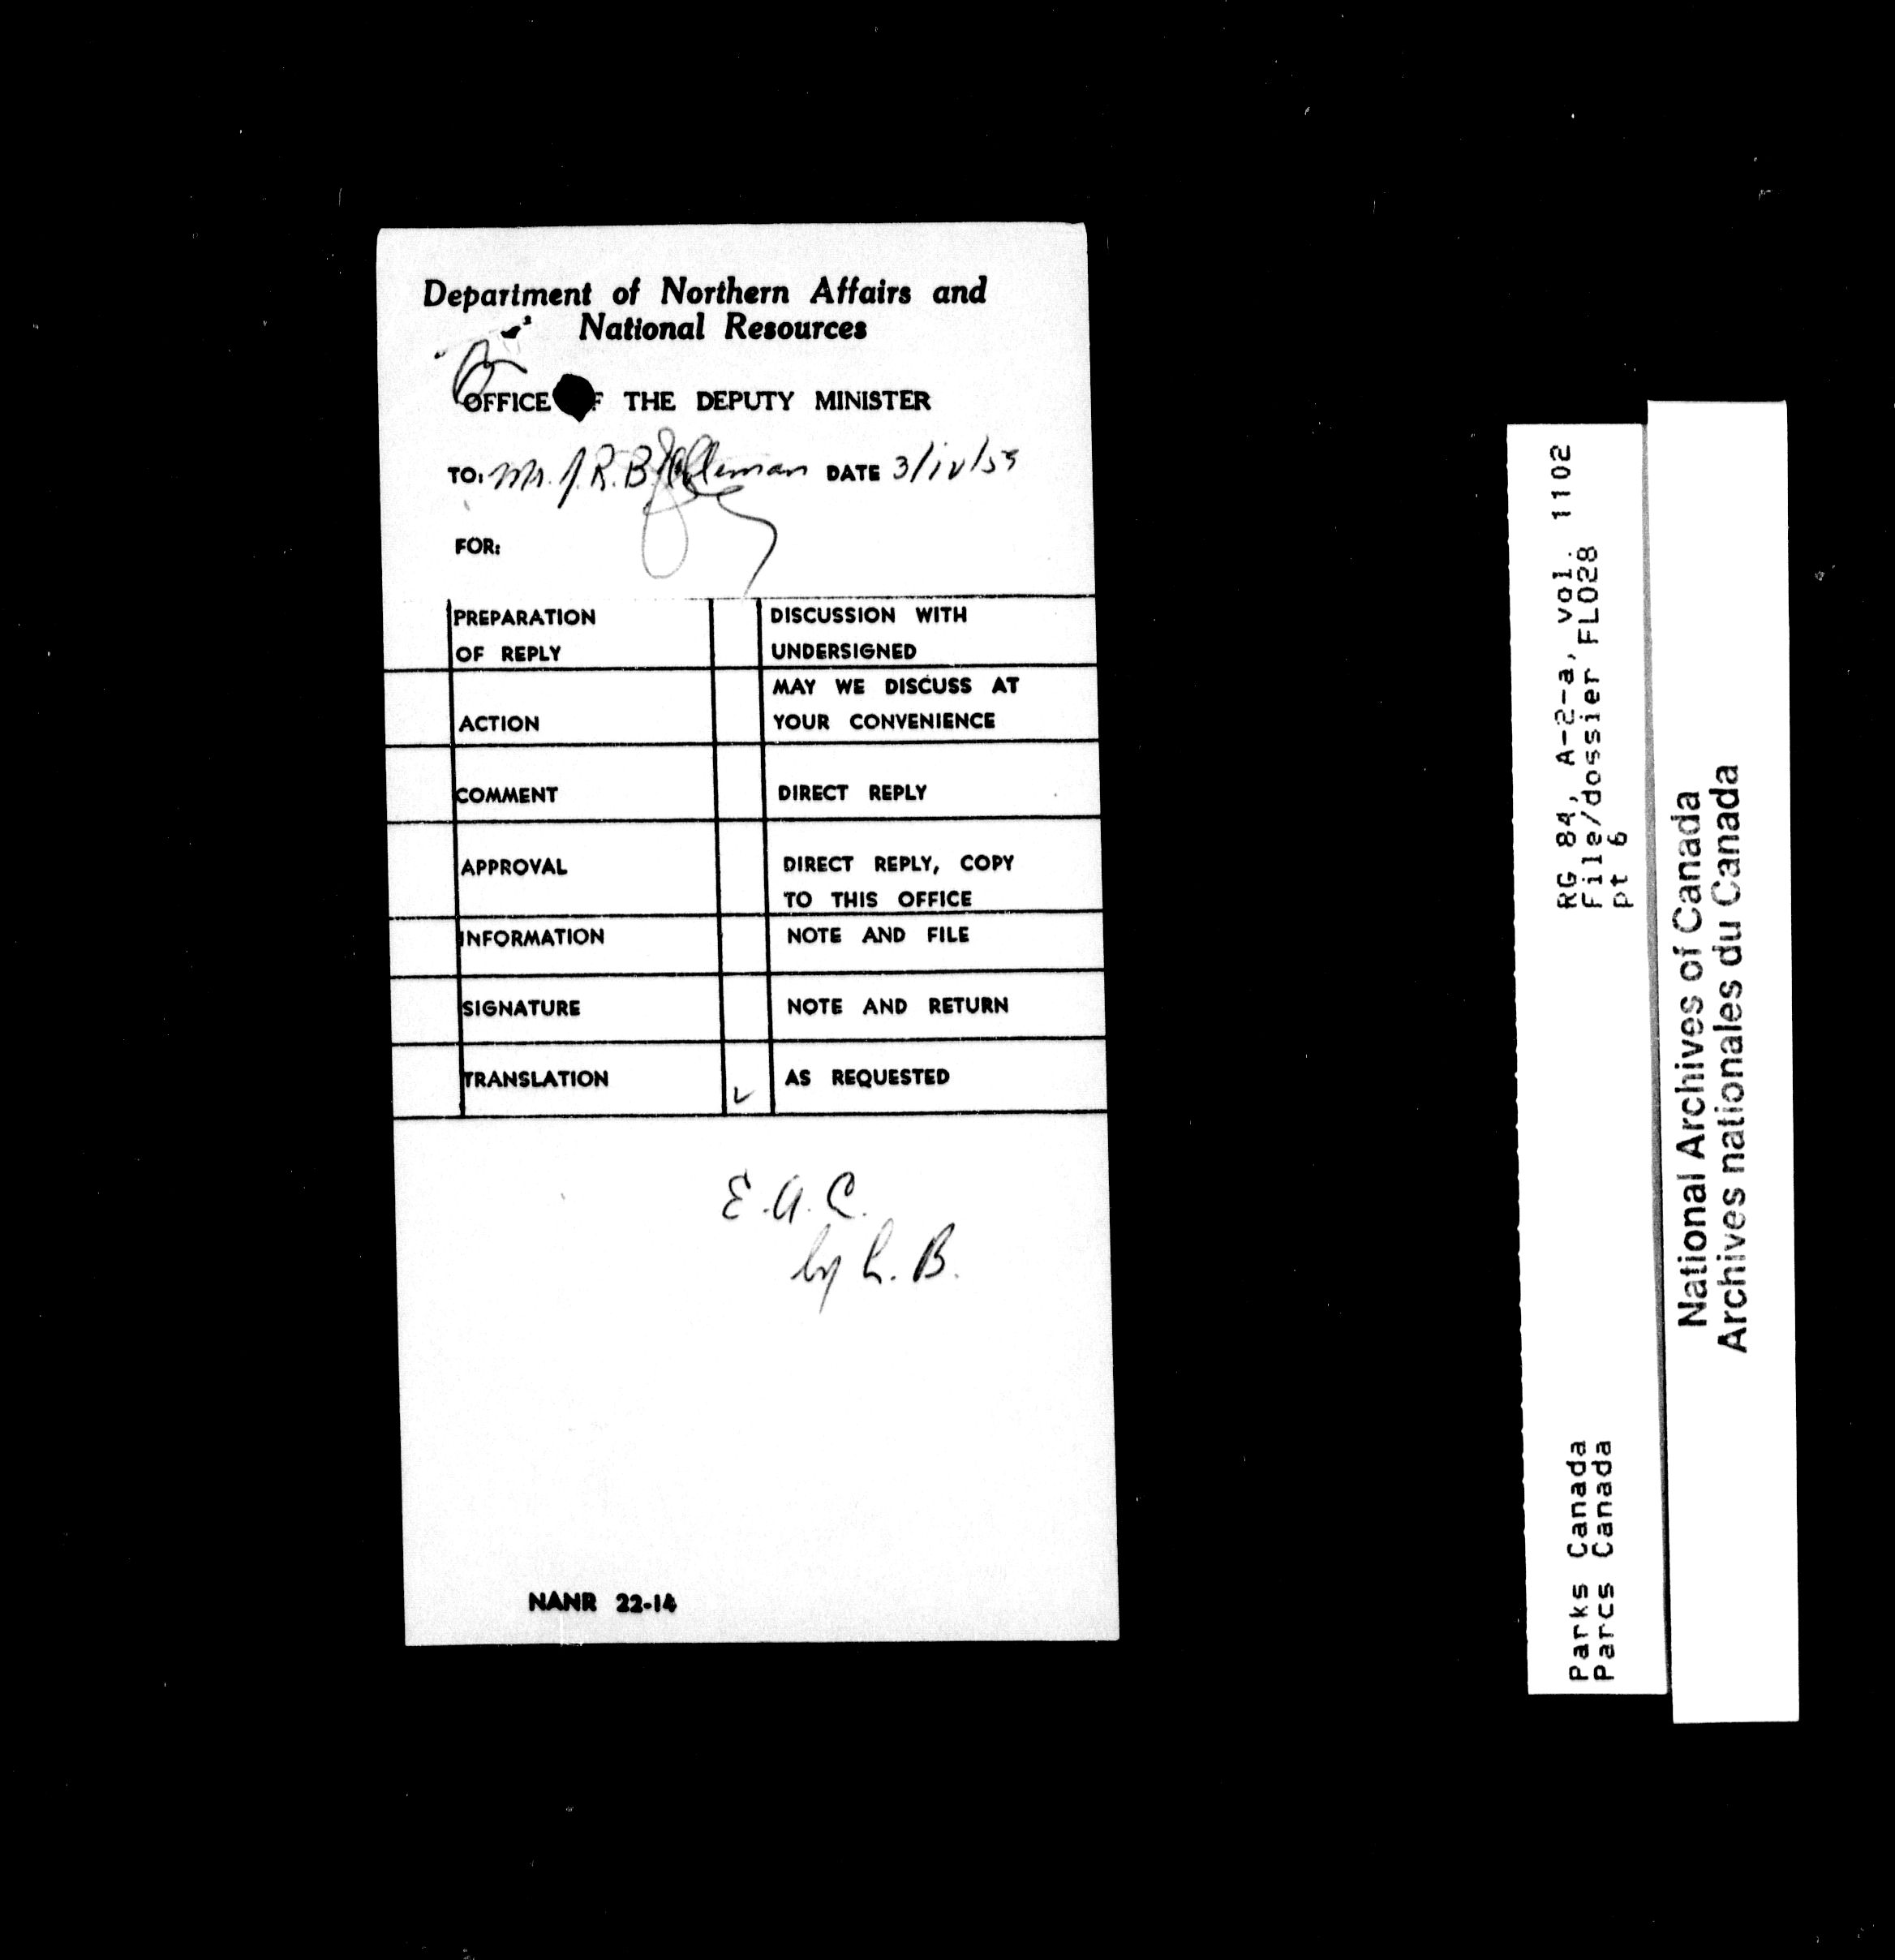 Department of Northern Affairs and
National Resources
OFFICE OF THE DEPUTY MINISTER
TO: Mr. J.R.B. Coleman DATE 3/iv/59
FOR:
PREPARATION OF REPLY
DISCUSSION WITH UNDERSIGNED
ACTION
MAY WE DISCUSS AT YOUR CONVENIENCE
COMMENT
DIRECT REPLY
APPROVAL
DIRECT REPLY, COPY TO THIS OFFICE
INFORMATION
NOTE AND FILE
SIGNATURE
NOTE AND RETURN
TRANSLATION
✓ AS REQUESTED
E.A.C.
by L. B.
NANR 22-14
RG 84, A-2-a, vol. 1102
File/dossier FLO28
pt 6
Parks Canada
Parcs Canada
National Archives of Canada
Archives nationales du Canada